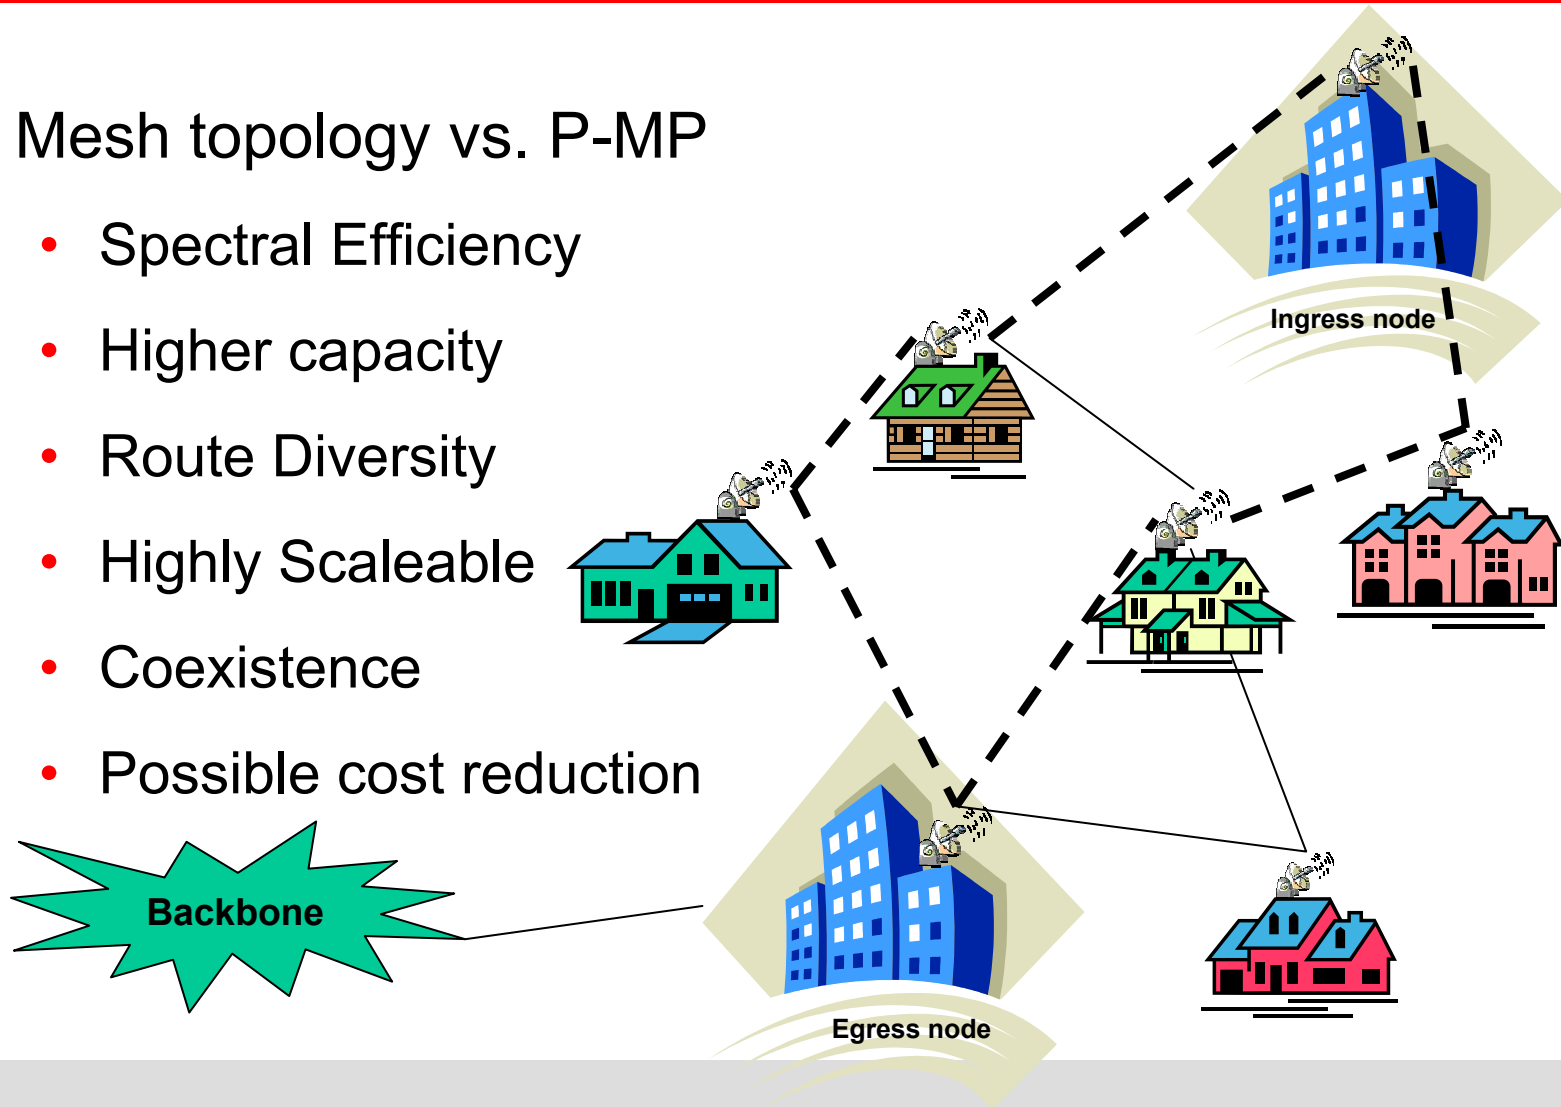 Mesh topology vs. P-MP
• Spectral Efficiency
• Higher capacity
• Route Diversity
• Highly Scaleable
• Coexistence
• Possible cost reduction
Ingress node
Backbone
Egress node